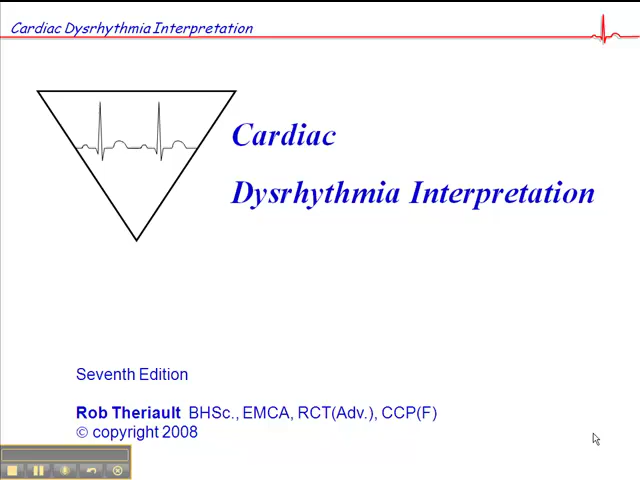 Cardiac Dysrhythmia Interpretation
Cardiac
Dysrhythmia Interpretation
Seventh Edition
Rob Theriault BHSc., EMCA, RCT(Adv.), CCP(F)
© copyright 2008